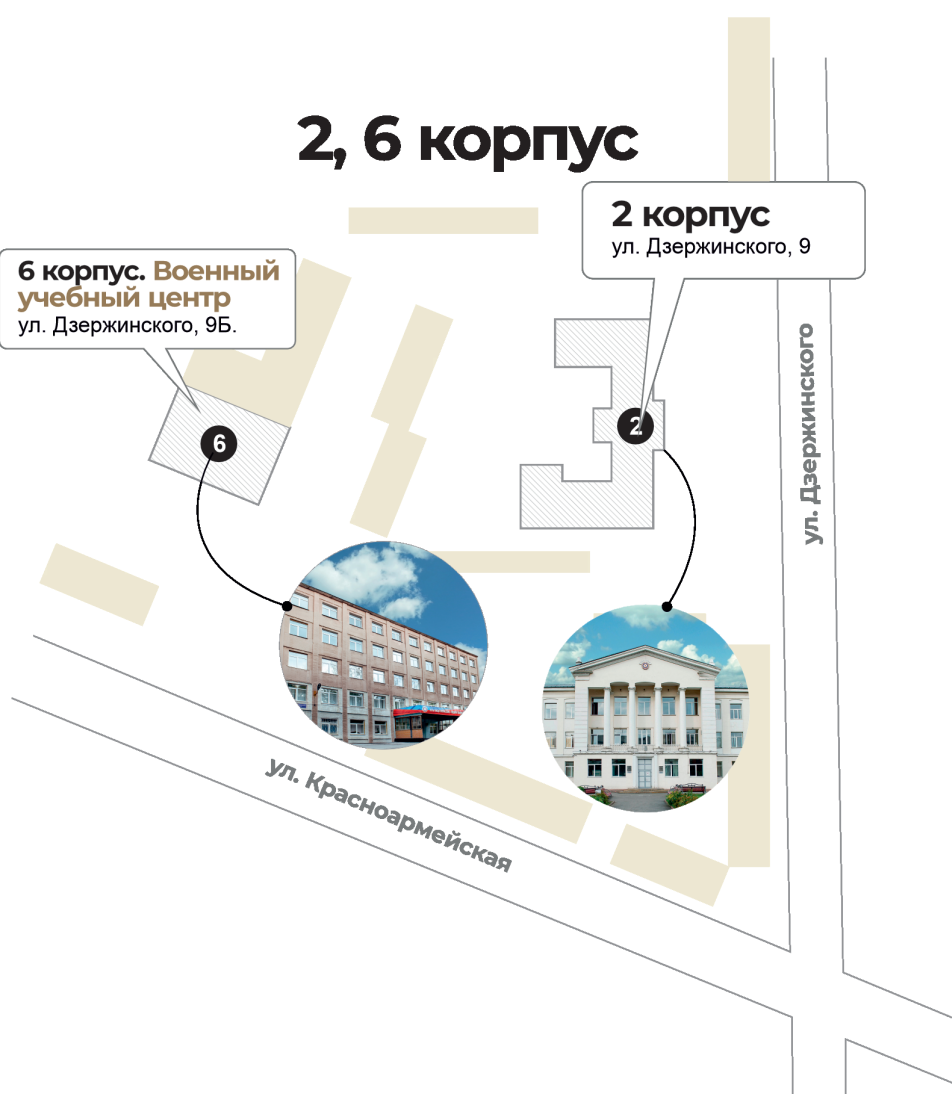 2, 6 корпус
2 корпус
ул. Дзержинского, 9
6 корпус. Военный
учебный центр
ул. Дзержинского, 9Б.
ул. Дзержинского
2
6
ул. Красноармейская